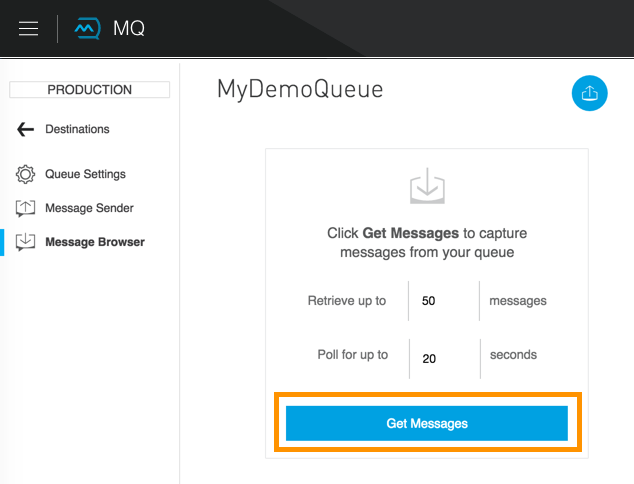 MQ
PRODUCTION
Destinations
Queue Settings
Message Sender
Message Browser
MyDemoQueue
Click Get Messages to capture
messages from your queue
Retrieve up to 50 messages
Poll for up to 20 seconds
Get Messages